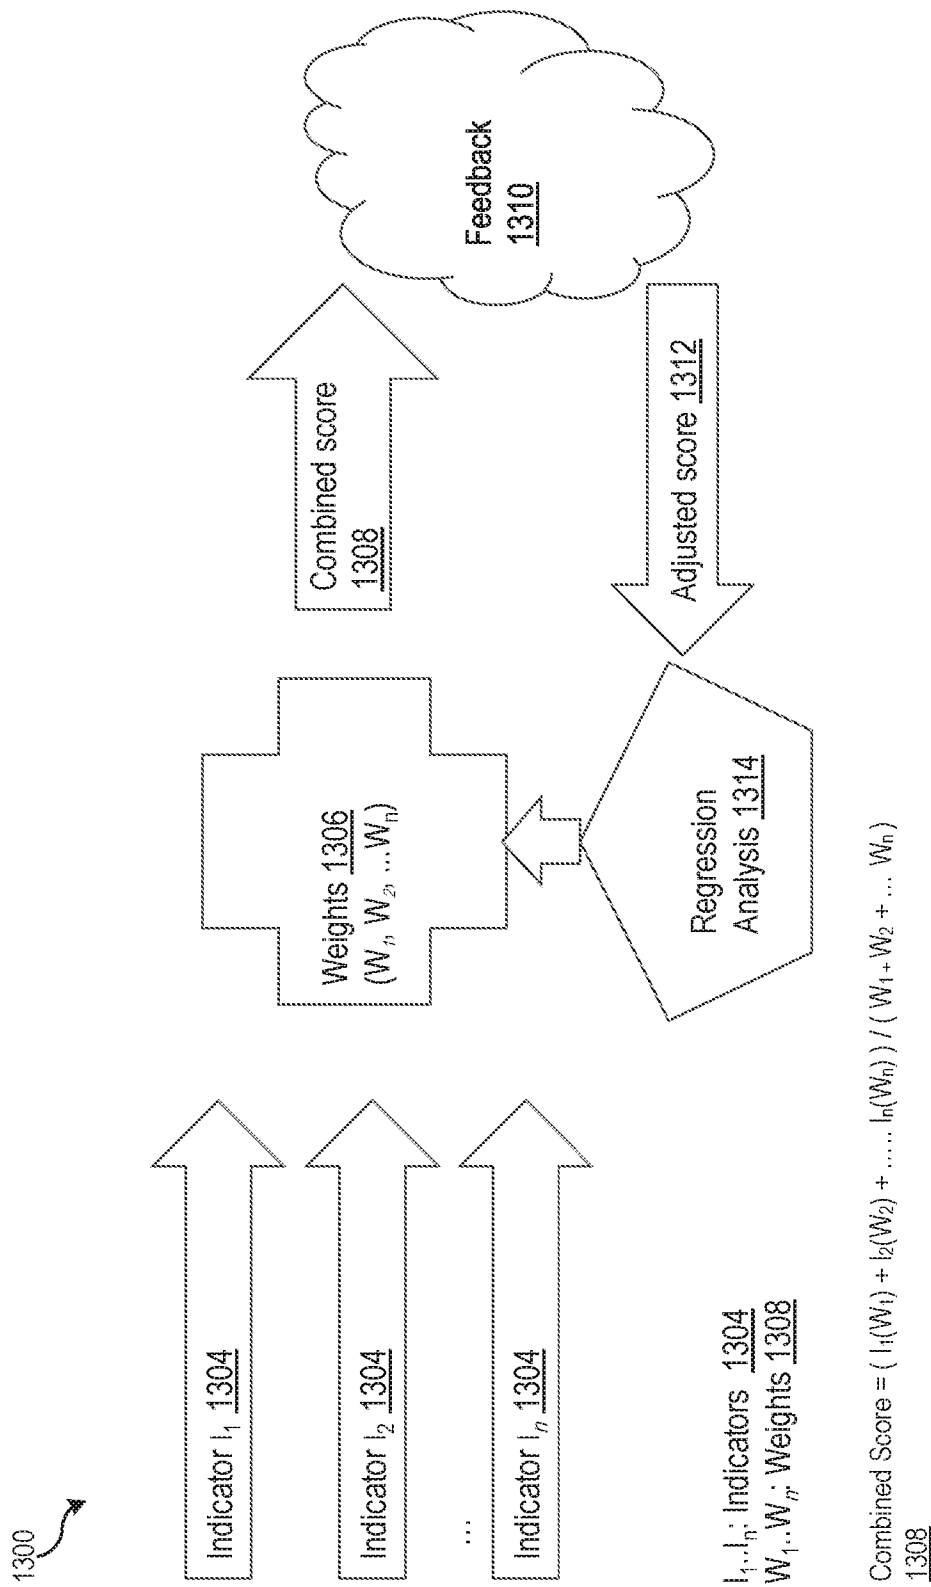 1300
Indicator I1 1304
Indicator I2 1304
...
Indicator In 1304
Weights 1306
(W1, W2, ...Wn)
Combined score
1308
Feedback
1310
Adjusted score 1312
Regression
Analysis 1314
I1..In: Indicators 1304
W1..Wn: Weights 1308
Combined Score = ( I1(W1) + I2(W2) + ..... In(Wn) ) / ( W1 + W2 + ... Wn)
1308